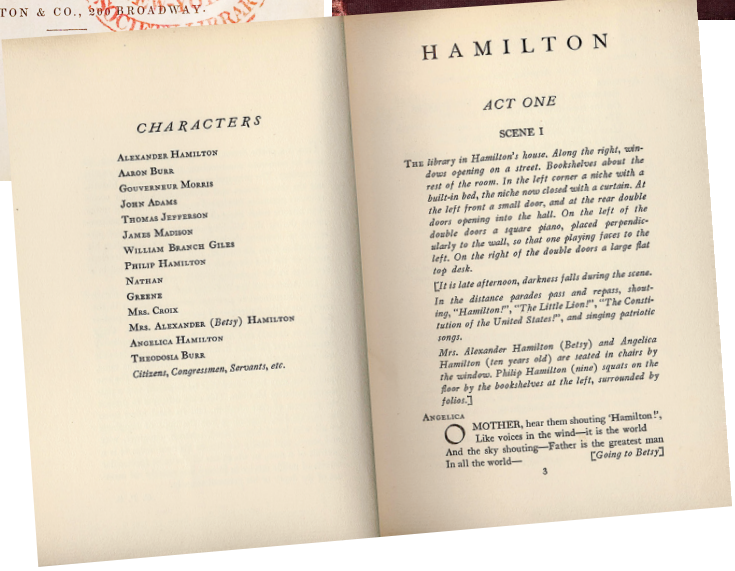 TON & CO., 200 BROADWAY.
SOCIETY LIBRARY
CHARACTERS
ALEXANDER HAMILTON
AARON BURR
GOUVERNEUR MORRIS
JOHN ADAMS
THOMAS JEFFERSON
JAMES MADISON
WILLIAM BRANCH GILES
PHILIP HAMILTON
NATHAN
GREENE
MRS. CROIX
MRS. ALEXANDER (Betsy) HAMILTON
ANGELICA HAMILTON
THEODOSIA BURR
Citizens, Congressmen, Servants, etc.
HAMILTON
ACT ONE
SCENE I
THE library in Hamilton's house. Along the right, win-
dows opening on a street. Bookshelves about the
rest of the room. In the left corner a niche with a
built-in bed, the niche now closed with a curtain. At
the left front a small door, and at the rear double
doors opening into the hall. On the left of the
double doors a square piano, placed perpendic-
ularly to the wall, so that one playing faces to the
left. On the right of the double doors a large flat
top desk.
[It is late afternoon, darkness falls during the scene.
In the distance parades pass and repass, shout-
ing, "Hamilton!", "The Little Lion!", "The Consti-
tution of the United States!", and singing patriotic
songs.
Mrs. Alexander Hamilton (Betsy) and Angelica
Hamilton (ten years old) are seated in chairs by
the window. Philip Hamilton (nine) squats on the
floor by the bookshelves at the left, surrounded by
folios.]
ANGELICA
O MOTHER, hear them shouting 'Hamilton!',
Like voices in the wind—it is the world
And the sky shouting—Father is the greatest man
In all the world— [Going to Betsy]
3